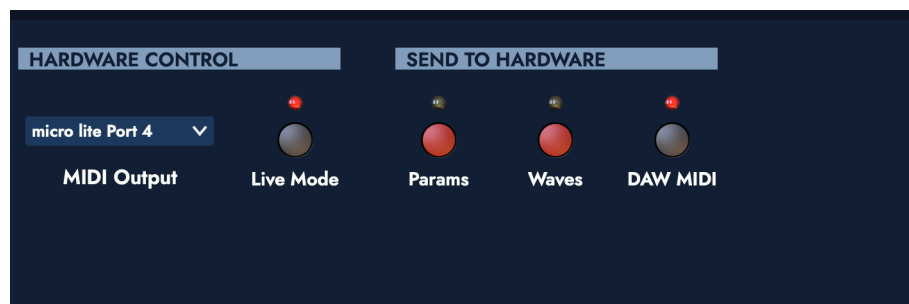 HARDWARE CONTROL
SEND TO HARDWARE
micro lite Port 4
MIDI Output
Live Mode
Params
Waves
DAW MIDI